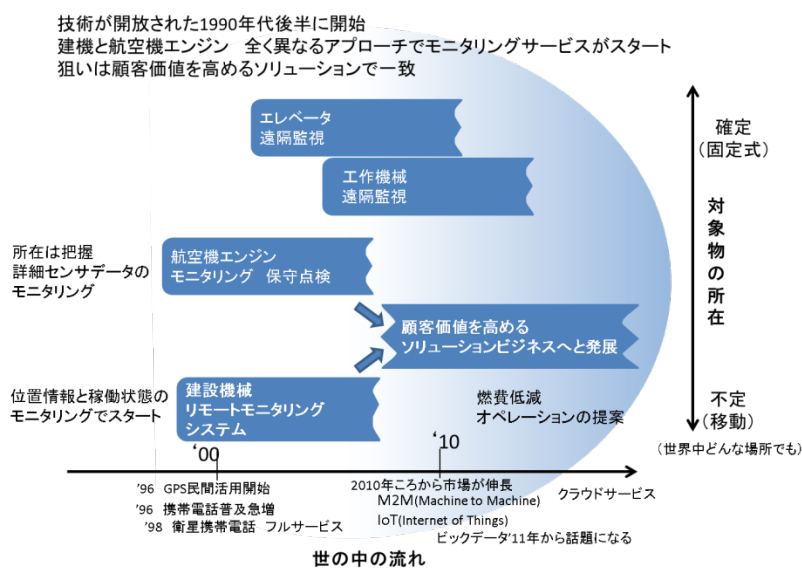 技術が開放された1990年代後半に開始
建機と航空機エンジン　全く異なるアプローチでモニタリングサービスがスタート
狙いは顧客価値を高めるソリューションで一致
エレベータ
遠隔監視
確定
（固定式）
工作機械
遠隔監視
対象物の所在
所在は把握
詳細センサデータの
モニタリング
航空機エンジン
モニタリング　保守点検
顧客価値を高める
ソリューションビジネスへと発展
位置情報と稼働状態の
モニタリングでスタート
建設機械
リモートモニタリング
システム
燃費低減
オペレーションの提案
不定
（移動）
（世界中どんな場所でも）
‘00
‘10
’96　GPS民間活用開始
’96　携帯電話普及急増
’98　衛星携帯電話　フルサービス
2010年ころから市場が伸長
M2M(Machine to Machine)
IoT(Internet of Things)
ビックデータ’11年から話題になる
クラウドサービス
世の中の流れ